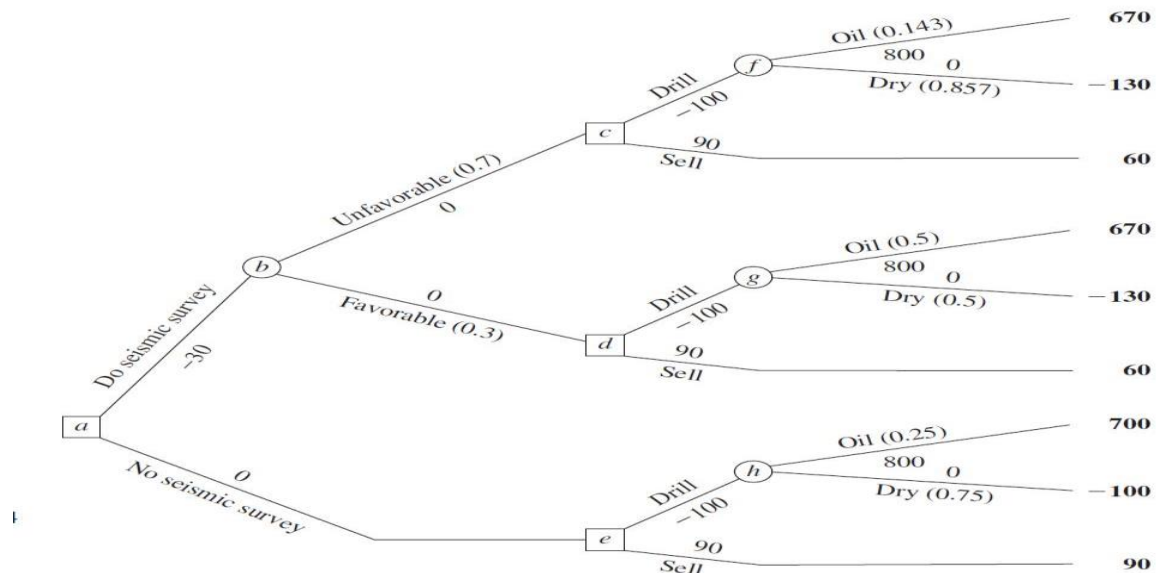 Oil (0.143)
670
800
0
f
Dry (0.857)
−130
Drill
−100
c
90
Sell
60
Unfavorable (0.7)
0
Oil (0.5)
670
800
0
g
Dry (0.5)
−130
b
0
Favorable (0.3)
Drill
−100
d
90
Sell
60
Do seismic survey
−30
a
Oil (0.25)
700
800
0
h
Dry (0.75)
−100
No seismic survey
0
Drill
−100
e
90
Sell
90